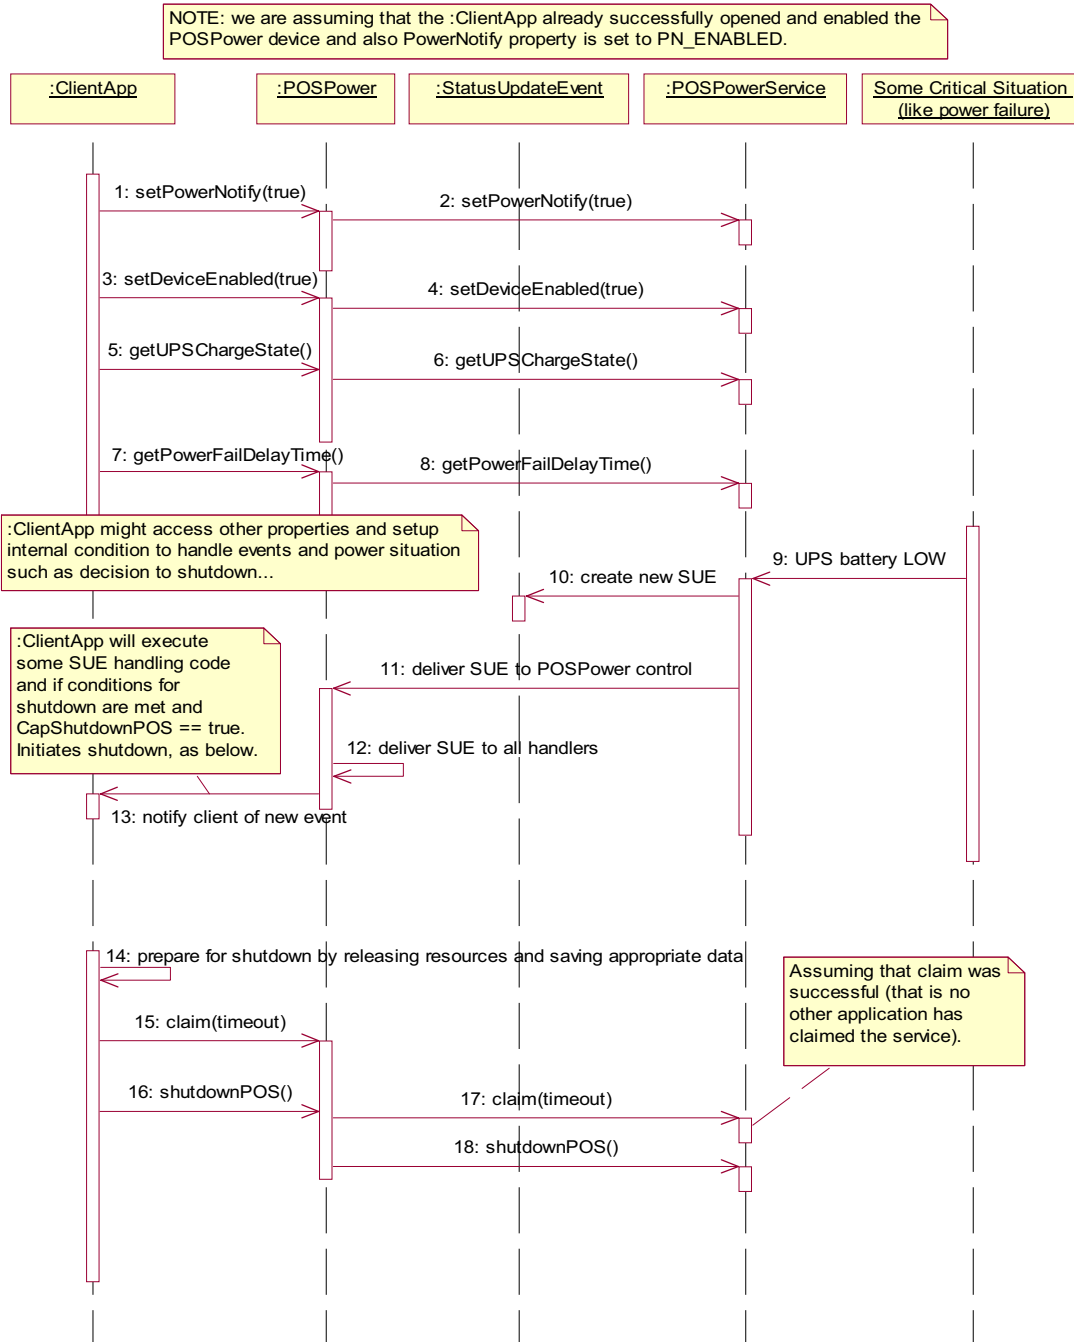 NOTE: we are assuming that the :ClientApp already successfully opened and enabled the
POSPower device and also PowerNotify property is set to PN_ENABLED.
:ClientApp
:POSPower
:StatusUpdateEvent
:POSPowerService
Some Critical Situation
(like power failure)
1: setPowerNotify(true)
2: setPowerNotify(true)
3: setDeviceEnabled(true)
4: setDeviceEnabled(true)
5: getUPSChargeState()
6: getUPSChargeState()
7: getPowerFailDelayTime()
8: getPowerFailDelayTime()
:ClientApp might access other properties and setup
internal condition to handle events and power situation
such as decision to shutdown...
9: UPS battery LOW
10: create new SUE
:ClientApp will execute
some SUE handling code
and if conditions for
shutdown are met and
CapShutdownPOS == true.
Initiates shutdown, as below.
11: deliver SUE to POSPower control
12: deliver SUE to all handlers
13: notify client of new event
14: prepare for shutdown by releasing resources and saving appropriate data
Assuming that claim was
successful (that is no
other application has
claimed the service).
15: claim(timeout)
16: shutdownPOS()
17: claim(timeout)
18: shutdownPOS()